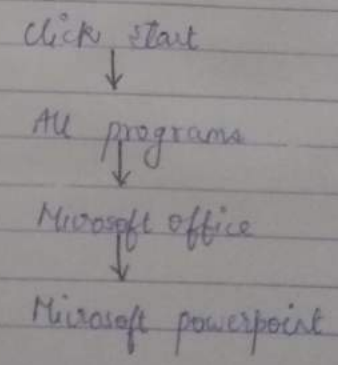 Click start
↓
All programs
↓
Microsoft office
↓
Microsoft powerpoint